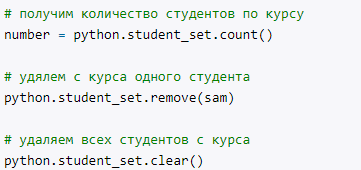 # получим количество студентов по курсу
number = python.student_set.count()
# удялем с курса одного студента
python.student_set.remove(sam)
# удаляем всех студентов с курса
python.student_set.clear()